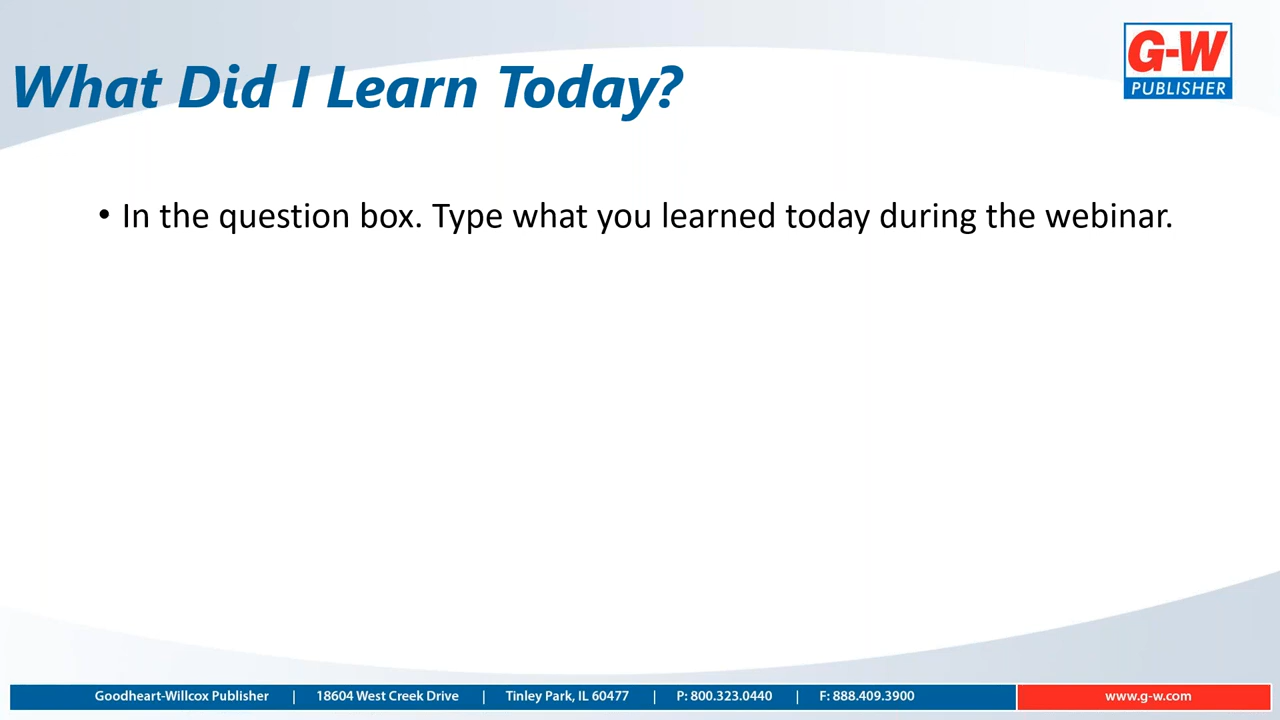 What Did I Learn Today?
G-W
PUBLISHER
• In the question box. Type what you learned today during the webinar.
Goodheart-Willcox Publisher | 18604 West Creek Drive | Tinley Park, IL 60477 | P: 800.323.0440 | F: 888.409.3900
www.g-w.com